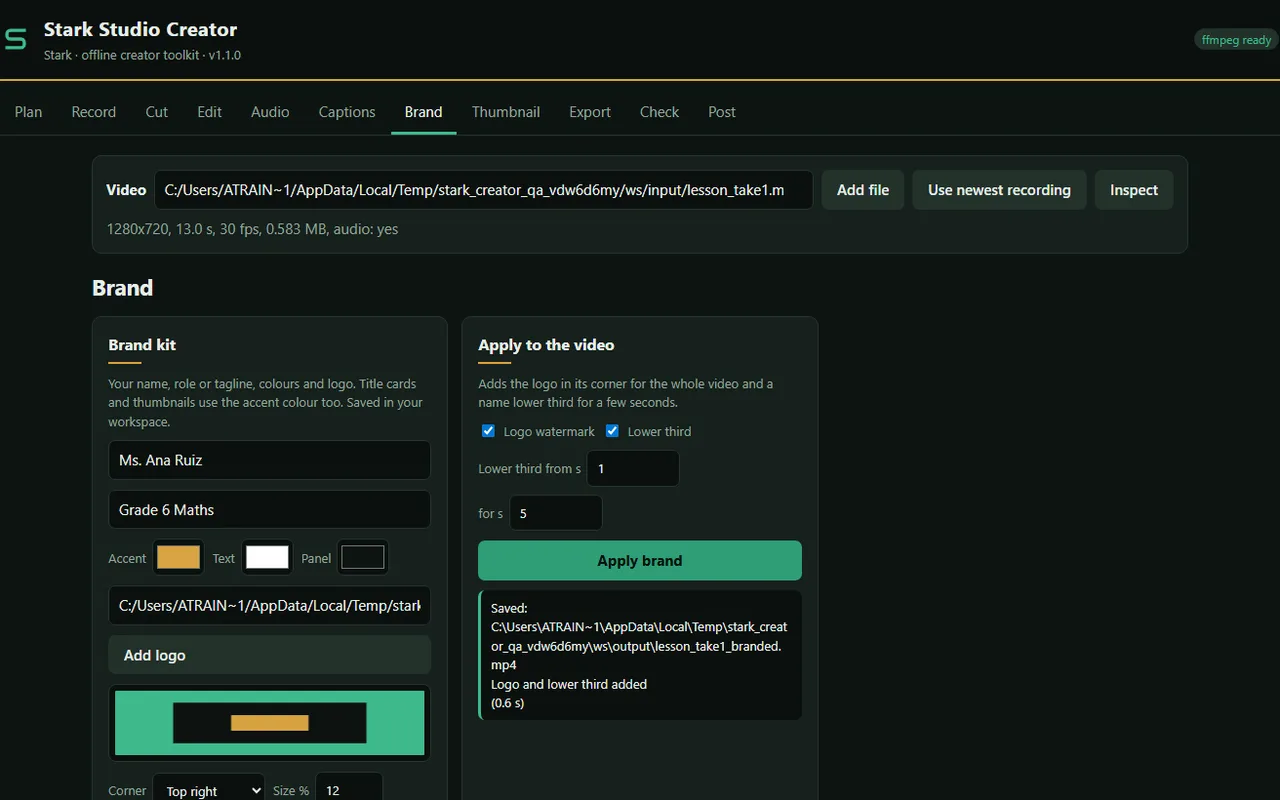 Stark Studio Creator
Stark · offline creator toolkit · v1.1.0
ffmpeg ready
Plan Record Cut Edit Audio Captions Brand Thumbnail Export Check Post
Video C:/Users/ATRAIN~1/AppData/Local/Temp/stark_creator_qa_vdw6d6my/ws/input/lesson_take1.m Add file Use newest recording Inspect
1280x720, 13.0 s, 30 fps, 0.583 MB, audio: yes
Brand
Brand kit
Your name, role or tagline, colours and logo. Title cards
and thumbnails use the accent colour too. Saved in your
workspace.
Ms. Ana Ruiz
Grade 6 Maths
Accent Text Panel
C:/Users/ATRAIN~1/AppData/Local/Temp/stark
Add logo
Corner Top right Size % 12
Apply to the video
Adds the logo in its corner for the whole video and a
name lower third for a few seconds.
Logo watermark Lower third
Lower third from s 1
for s 5
Apply brand
Saved:
C:\Users\ATRAIN~1\AppData\Local\Temp\stark_creat
or_qa_vdw6d6my\ws\output\lesson_take1_branded.
mp4
Logo and lower third added
(0.6 s)